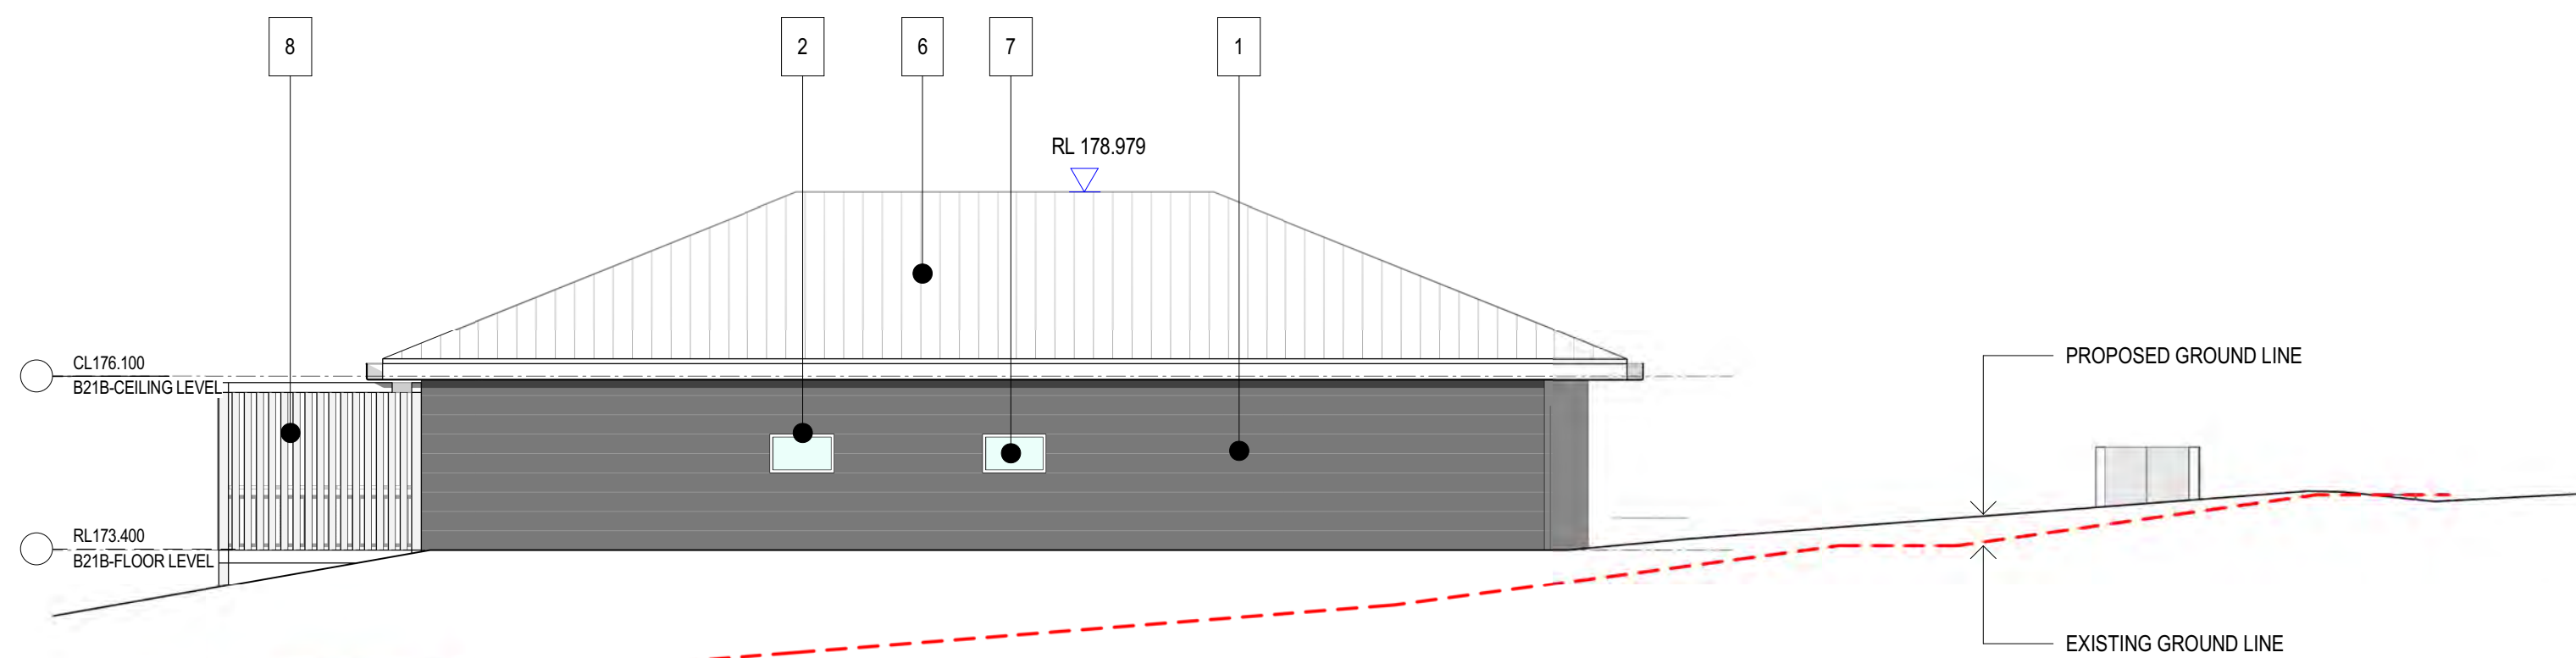 8
2
6
7
1
RL 178.979
CL176.100
B21B-CEILING LEVEL
PROPOSED GROUND LINE
RL173.400
B21B-FLOOR LEVEL
EXISTING GROUND LINE